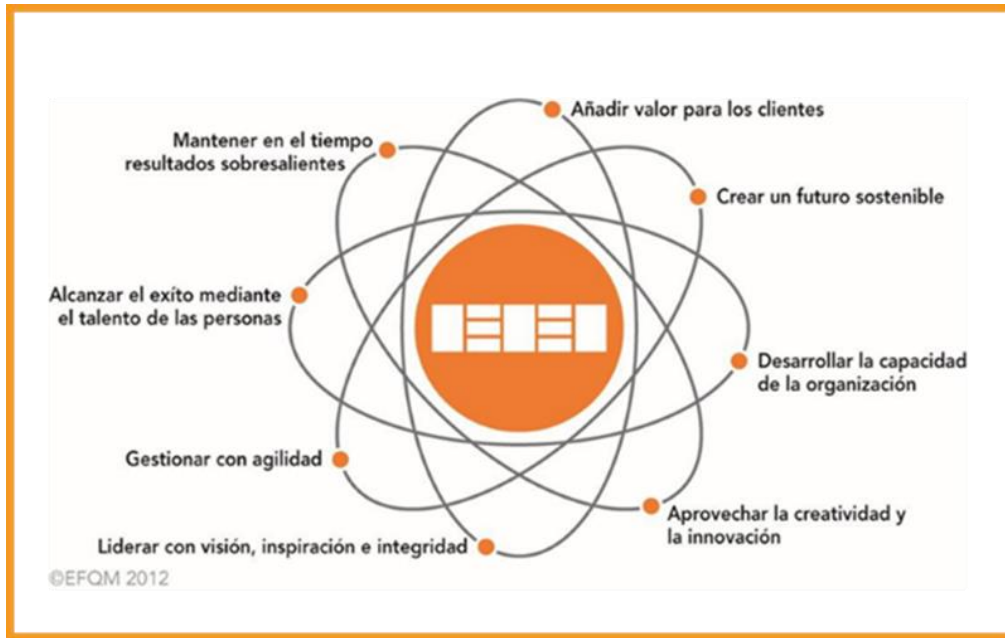 Añadir valor para los clientes
Mantener en el tiempo
resultados sobresalientes
Crear un futuro sostenible
Alcanzar el exíto mediante
el talento de las personas
Desarrollar la capacidad
de la organización
Gestionar con agilidad
Aprovechar la creatividad y
la innovación
Liderar con visión, inspiración e integridad
©EFQM 2012